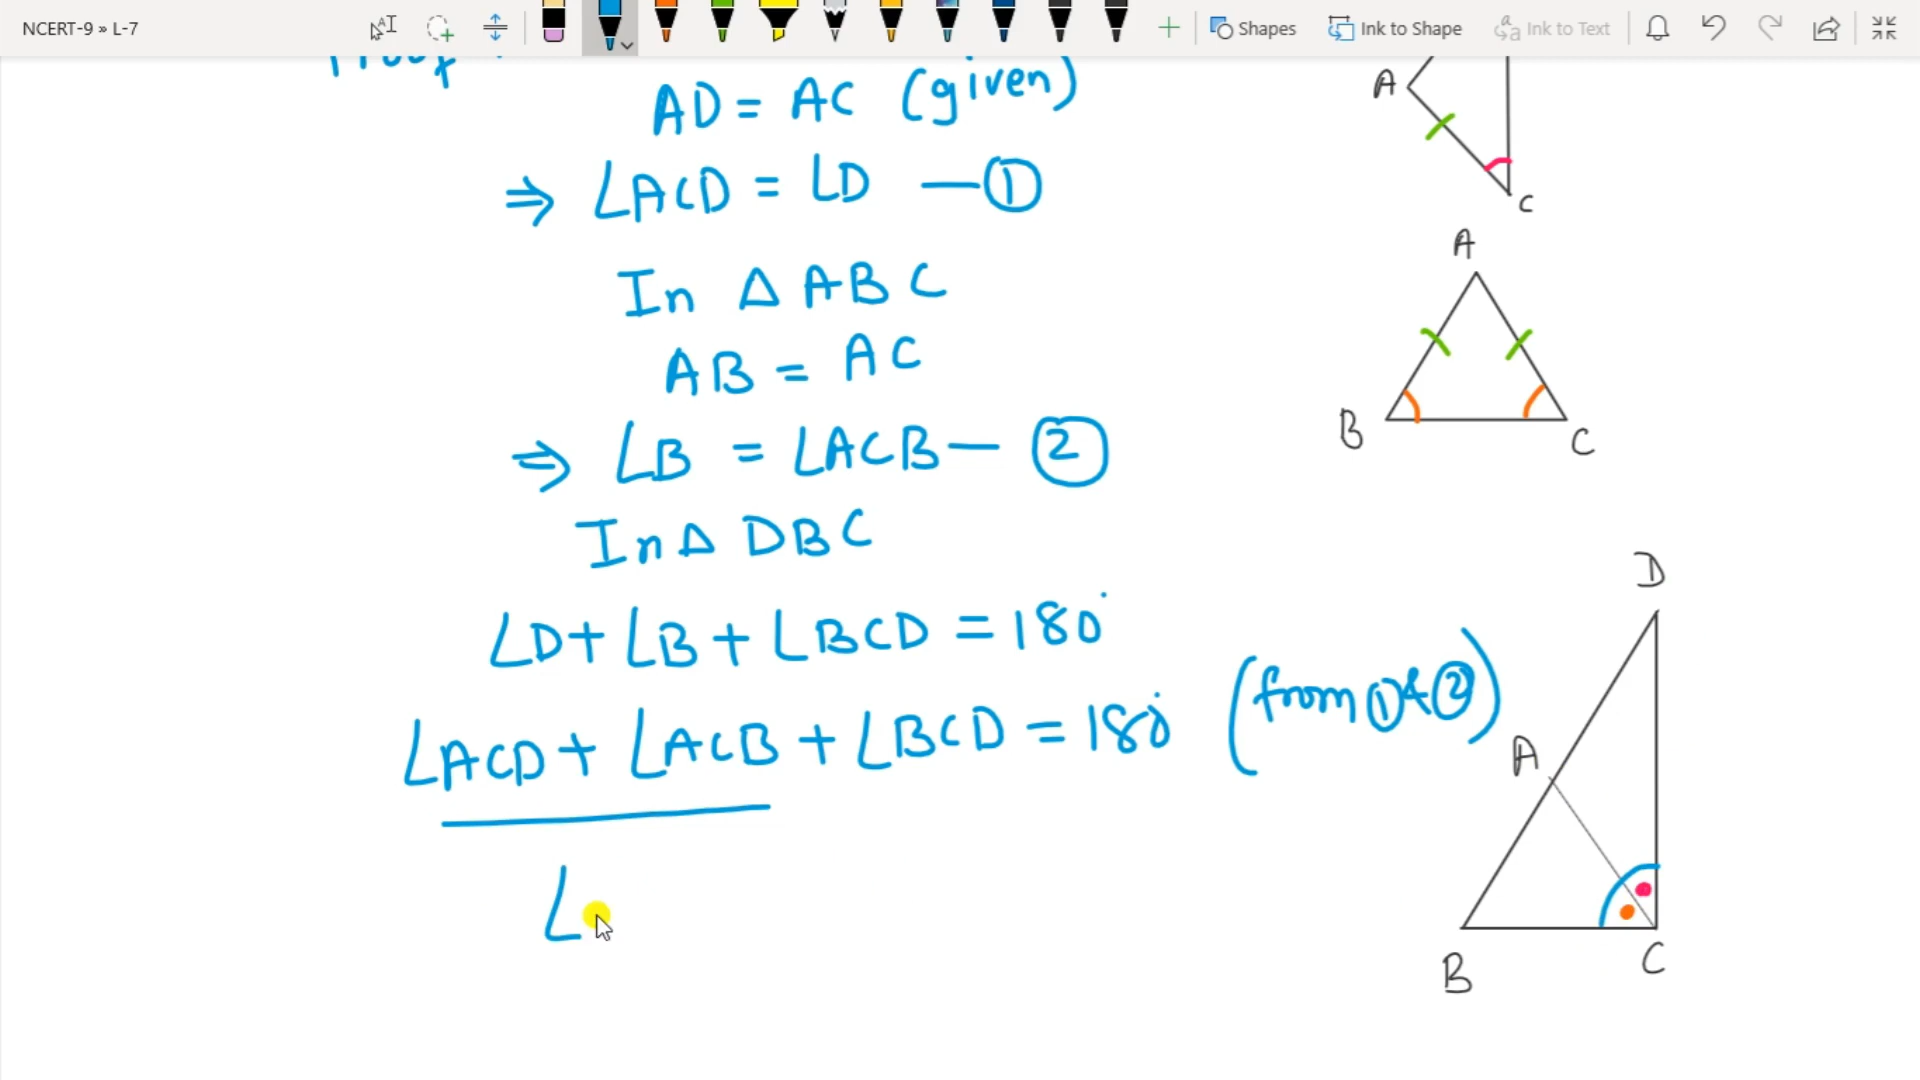 NCERT-9 » L-7
Shapes
Ink to Shape
Ink to Text
Proof
AD = AC (given)
⇒ ∠ACD = ∠D — ①
In Δ ABC
AB = AC
⇒ ∠B = ∠ACB — ②
In Δ DBC
∠D + ∠B + ∠BCD = 180°
∠ACD + ∠ACB + ∠BCD = 180° (from ① & ②)
∠
A
C
A
B
C
D
A
B
C